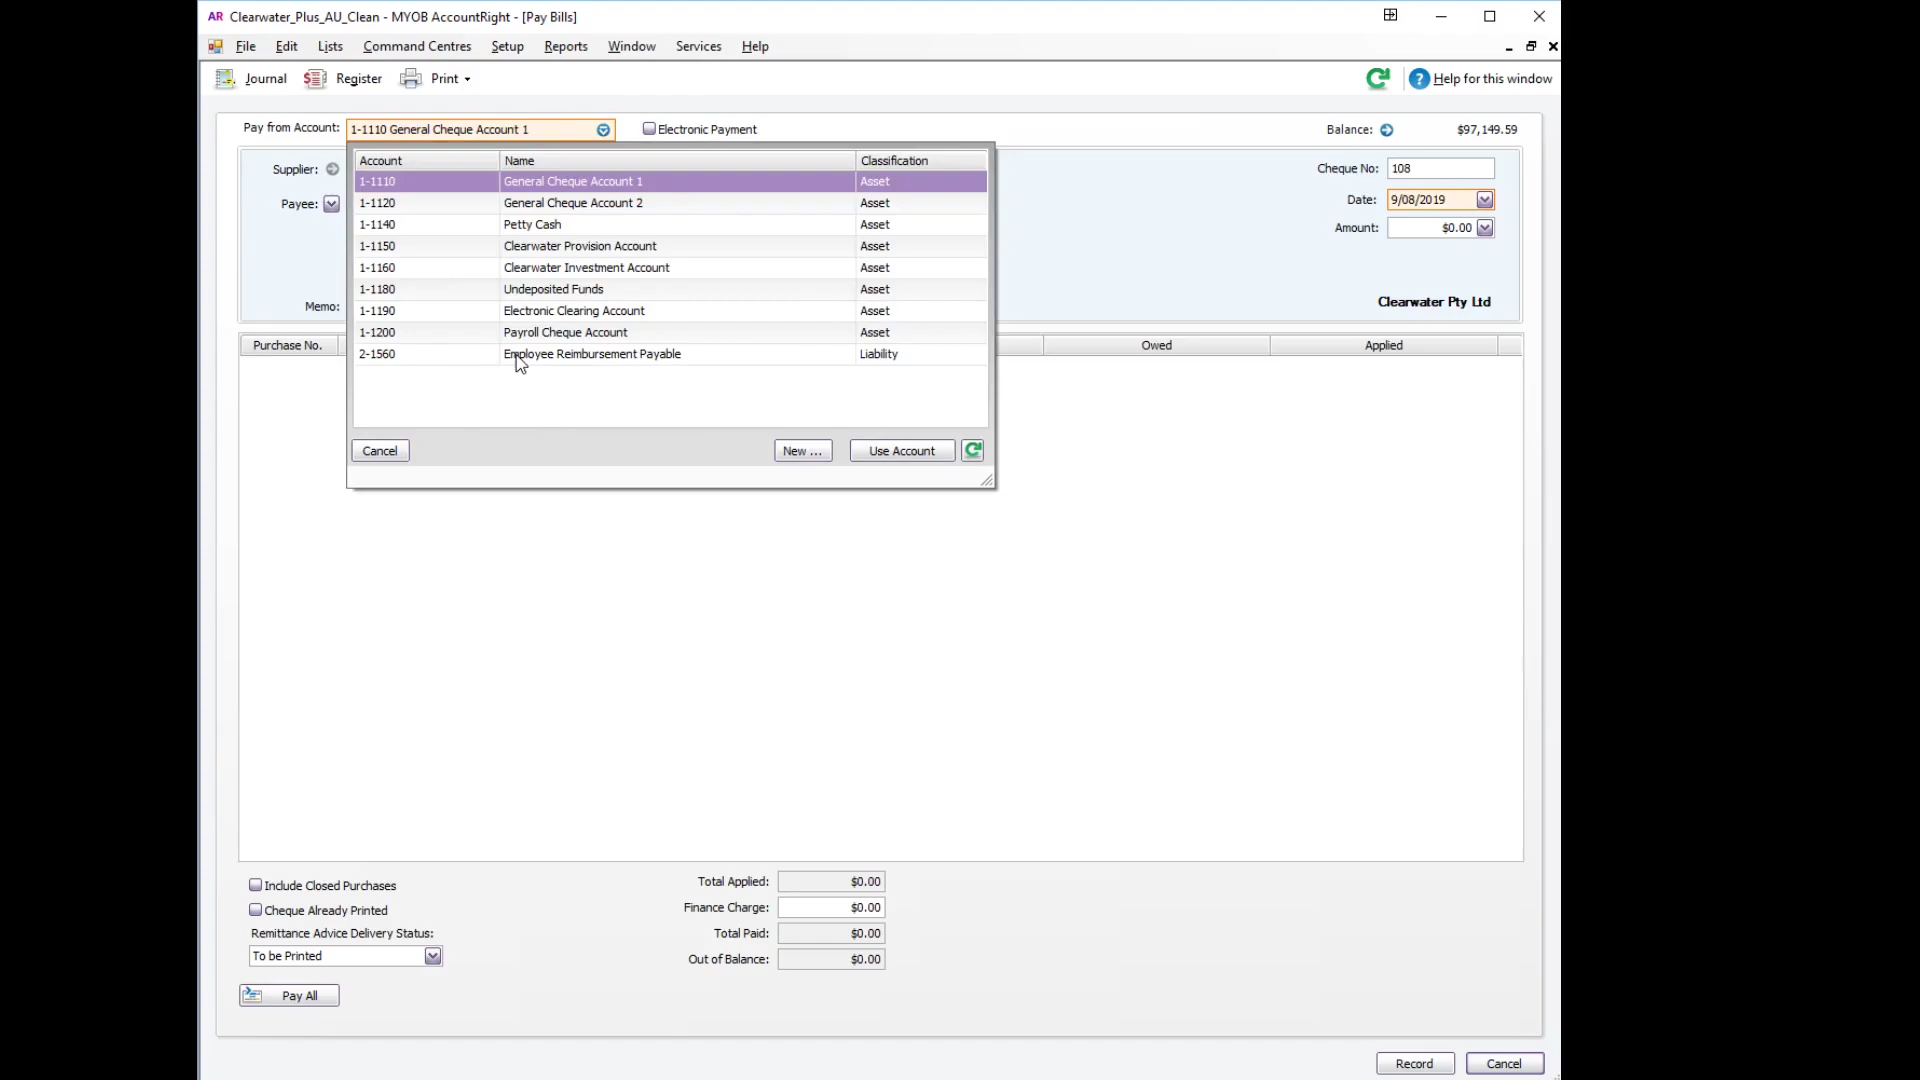 AR Clearwater_Plus_AU_Clean - MYOB AccountRight - [Pay Bills]
File Edit Lists Command Centres Setup Reports Window Services Help
Journal Register Print Help for this window
Pay from Account: 1-1110 General Cheque Account 1 Electronic Payment Balance: $97,149.59
Account Name Classification
Supplier: 1-1110 General Cheque Account 1 Asset Cheque No: 108
Payee: 1-1120 General Cheque Account 2 Asset Date: 9/08/2019
1-1140 Petty Cash Asset Amount: $0.00
1-1150 Clearwater Provision Account Asset
1-1160 Clearwater Investment Account Asset
1-1180 Undeposited Funds Asset
Memo: 1-1190 Electronic Clearing Account Asset Clearwater Pty Ltd
1-1200 Payroll Cheque Account Asset
Purchase No. 2-1560 Employee Reimbursement Payable Liability Owed Applied
Cancel New ... Use Account
Include Closed Purchases Total Applied: $0.00
Cheque Already Printed Finance Charge: $0.00
Remittance Advice Delivery Status: Total Paid: $0.00
To be Printed Out of Balance: $0.00
Pay All
Record Cancel